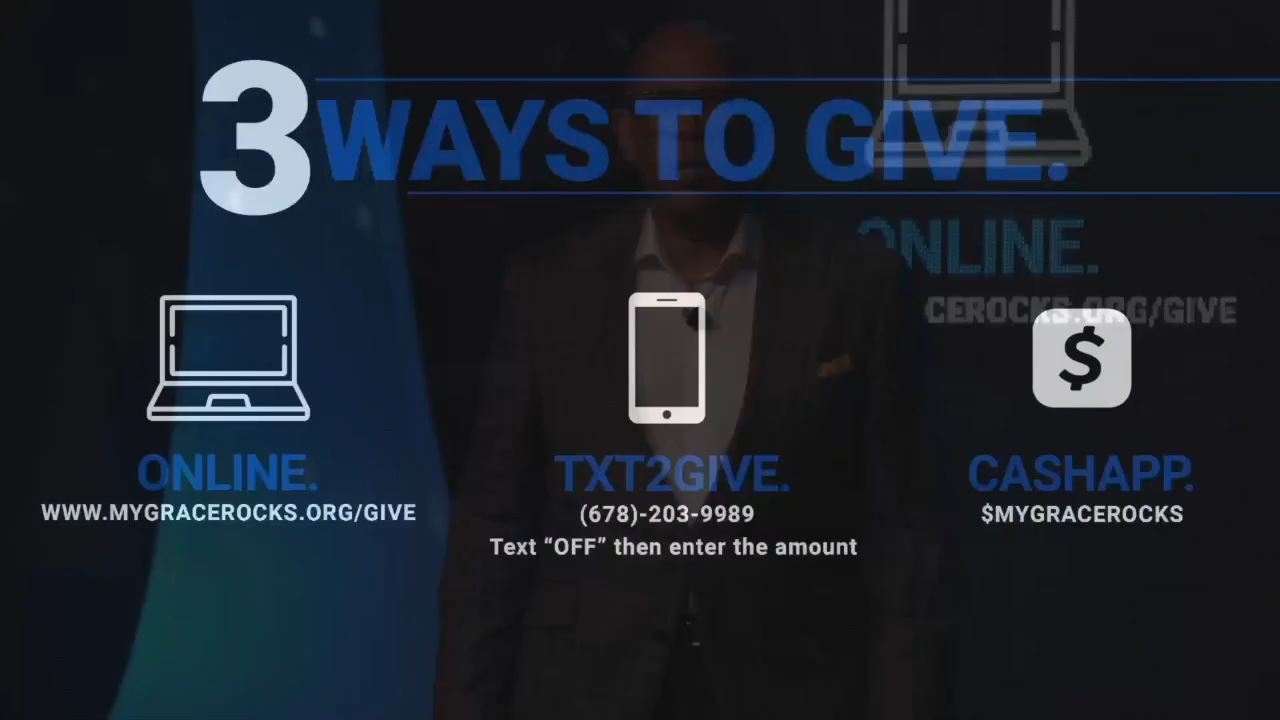 3 WAYS TO GIVE.
ONLINE.
CEROCKS.ORG/GIVE
$
ONLINE.
WWW.MYGRACEROCKS.ORG/GIVE
TXT2GIVE.
(678)-203-9989
Text “OFF” then enter the amount
CASHAPP.
$MYGRACEROCKS